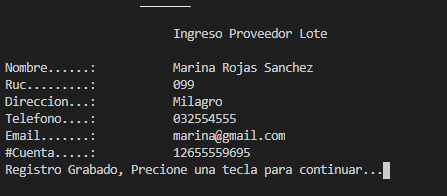 Ingreso Proveedor Lote
Nombre......: Marina Rojas Sanchez
Ruc.........: 099
Direccion...: Milagro
Telefono....: 032554555
Email.......: marina@gmail.com
#Cuenta.....: 12655559695
Registro Grabado, Precione una tecla para continuar...